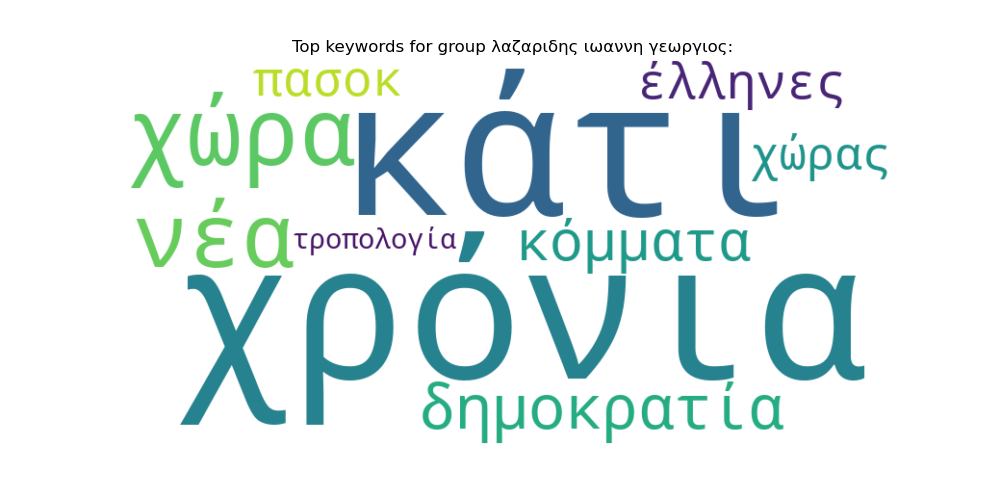 Top keywords for group λαζαριδης ιωαννη γεωργιος:
πασοκ
έλληνες
χώρα
κάτι
χώρας
νέα
τροπολογία
κόμματα
χρόνια
δημοκρατία